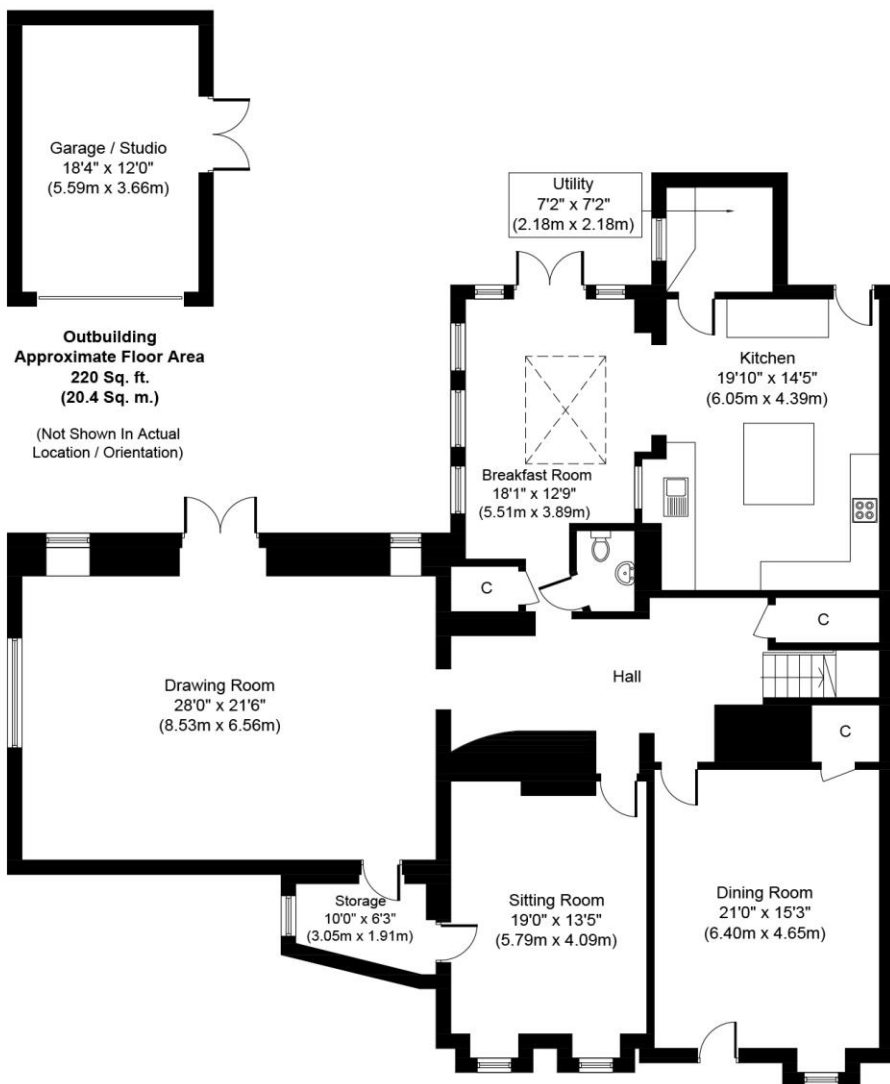 Garage / Studio
18'4" x 12'0"
(5.59m x 3.66m)
Outbuilding
Approximate Floor Area
220 Sq. ft.
(20.4 Sq. m.)
(Not Shown In Actual
Location / Orientation)
Utility
7'2" x 7'2"
(2.18m x 2.18m)
Kitchen
19'10" x 14'5"
(6.05m x 4.39m)
Breakfast Room
18'1" x 12'9"
(5.51m x 3.89m)
C
C
Hall
Drawing Room
28'0" x 21'6"
(8.53m x 6.56m)
C
Storage
10'0" x 6'3"
(3.05m x 1.91m)
Sitting Room
19'0" x 13'5"
(5.79m x 4.09m)
Dining Room
21'0" x 15'3"
(6.40m x 4.65m)